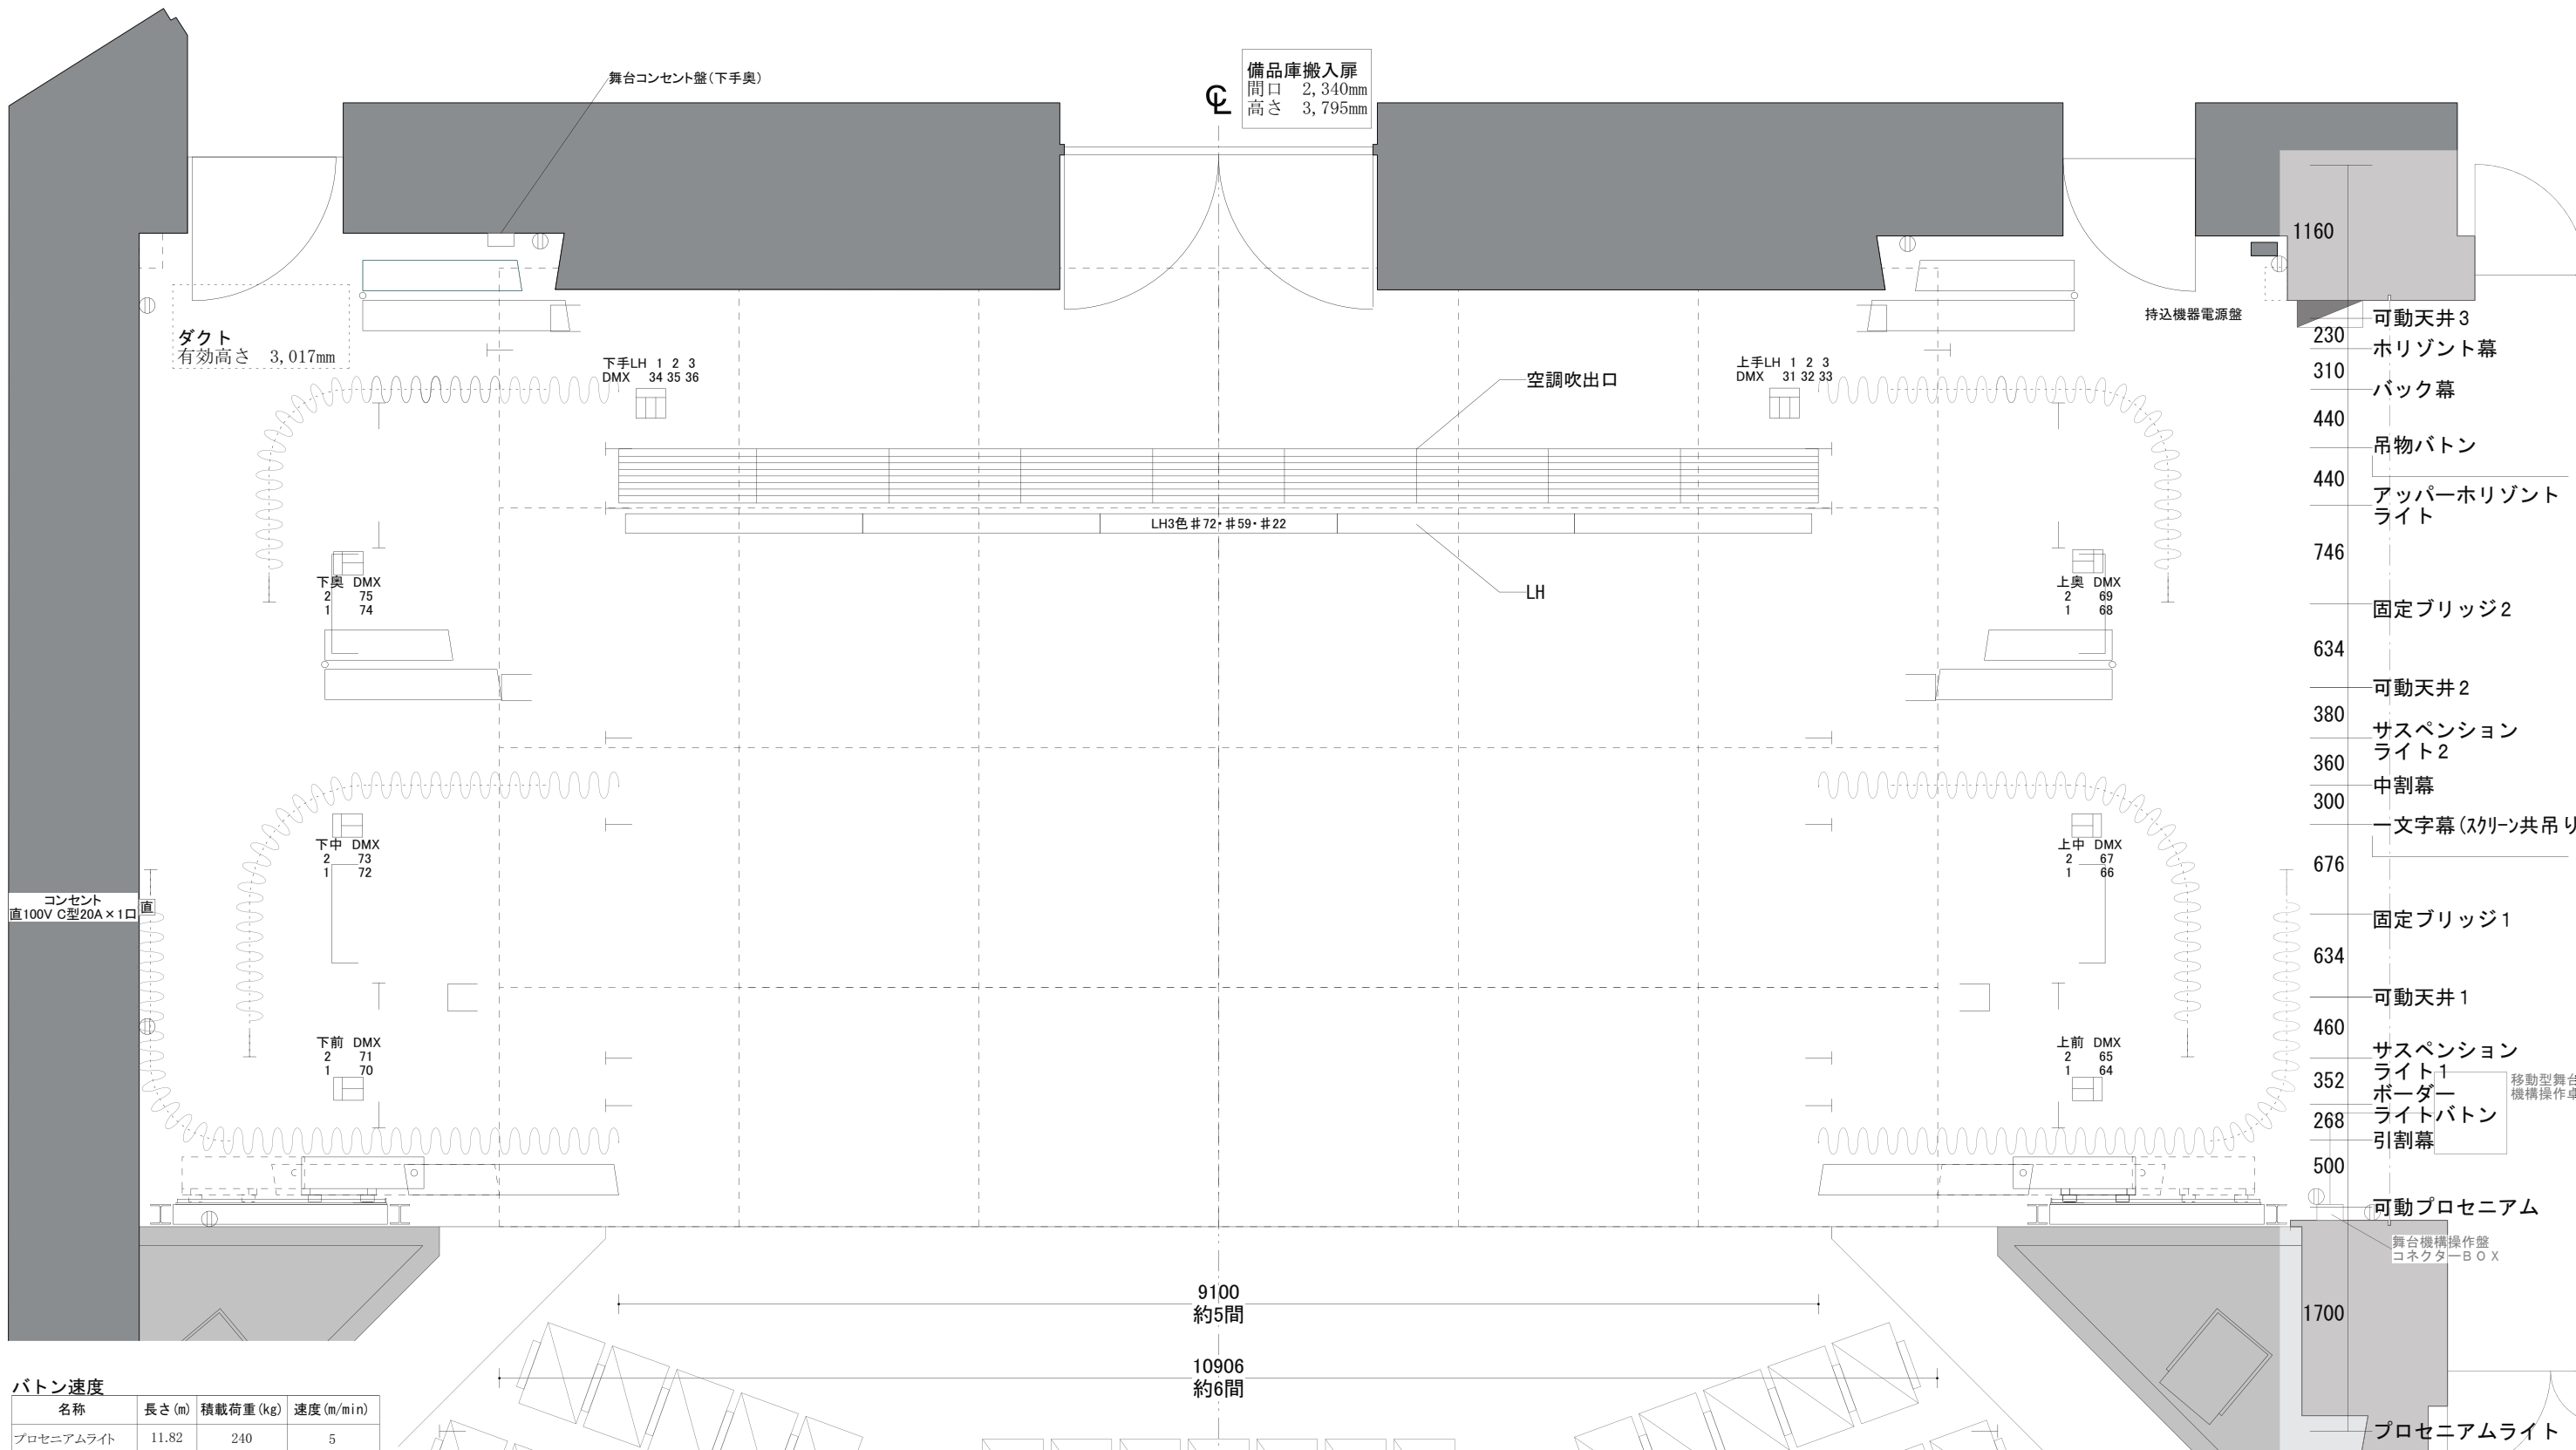 舞台コンセント盤(下手奥)
℄
備品庫搬入扉
間口　2,340mm
高さ　3,795mm
ダクト
有効高さ　3,017mm
下手LH 1 2 3
DMX 34 35 36
空調吹出口
上手LH 1 2 3
DMX 31 32 33
持込機器電源盤
LH3色♯72・♯59・♯22
LH
下奥 DMX
2 75
1 74
上奥 DMX
2 69
1 68
下中 DMX
2 73
1 72
上中 DMX
2 67
1 66
コンセント
直100V C型20A×1口
直
下前 DMX
2 71
1 70
上前 DMX
2 65
1 64
1160
可動天井3
230
ホリゾント幕
310
バック幕
440
吊物バトン
440
アッパーホリゾント
ライト
746
固定ブリッジ2
634
可動天井2
380
サスペンション
ライト2
360
中割幕
300
一文字幕(スクリーン共吊り
676
固定ブリッジ1
634
可動天井1
460
サスペンション
ライト1
352
ボーダー
ライトバトン
268
引割幕
500
可動プロセニアム
移動型舞台
機構操作卓
舞台機構操作盤
コネクターBOX
1700
プロセニアムライト
9100
約5間
10906
約6間
バトン速度
名称 長さ(m) 積載荷重(kg) 速度(m/min)
プロセニアムライト 11.82 240 5